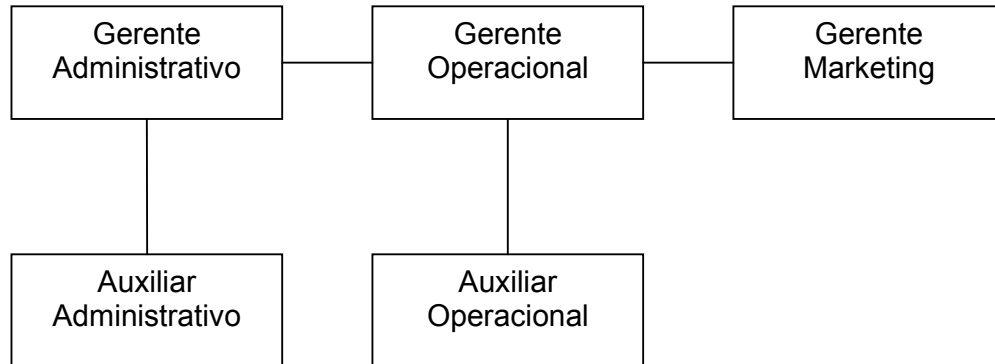 Gerente
Administrativo
Gerente
Operacional
Gerente
Marketing
Auxiliar
Administrativo
Auxiliar
Operacional